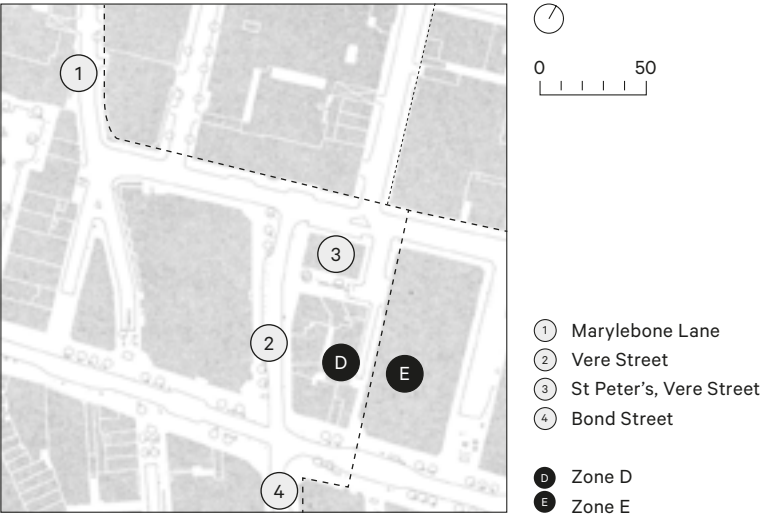 1
3
2
D
E
4
0 50
1 Marylebone Lane
2 Vere Street
3 St Peter’s, Vere Street
4 Bond Street
D Zone D
E Zone E